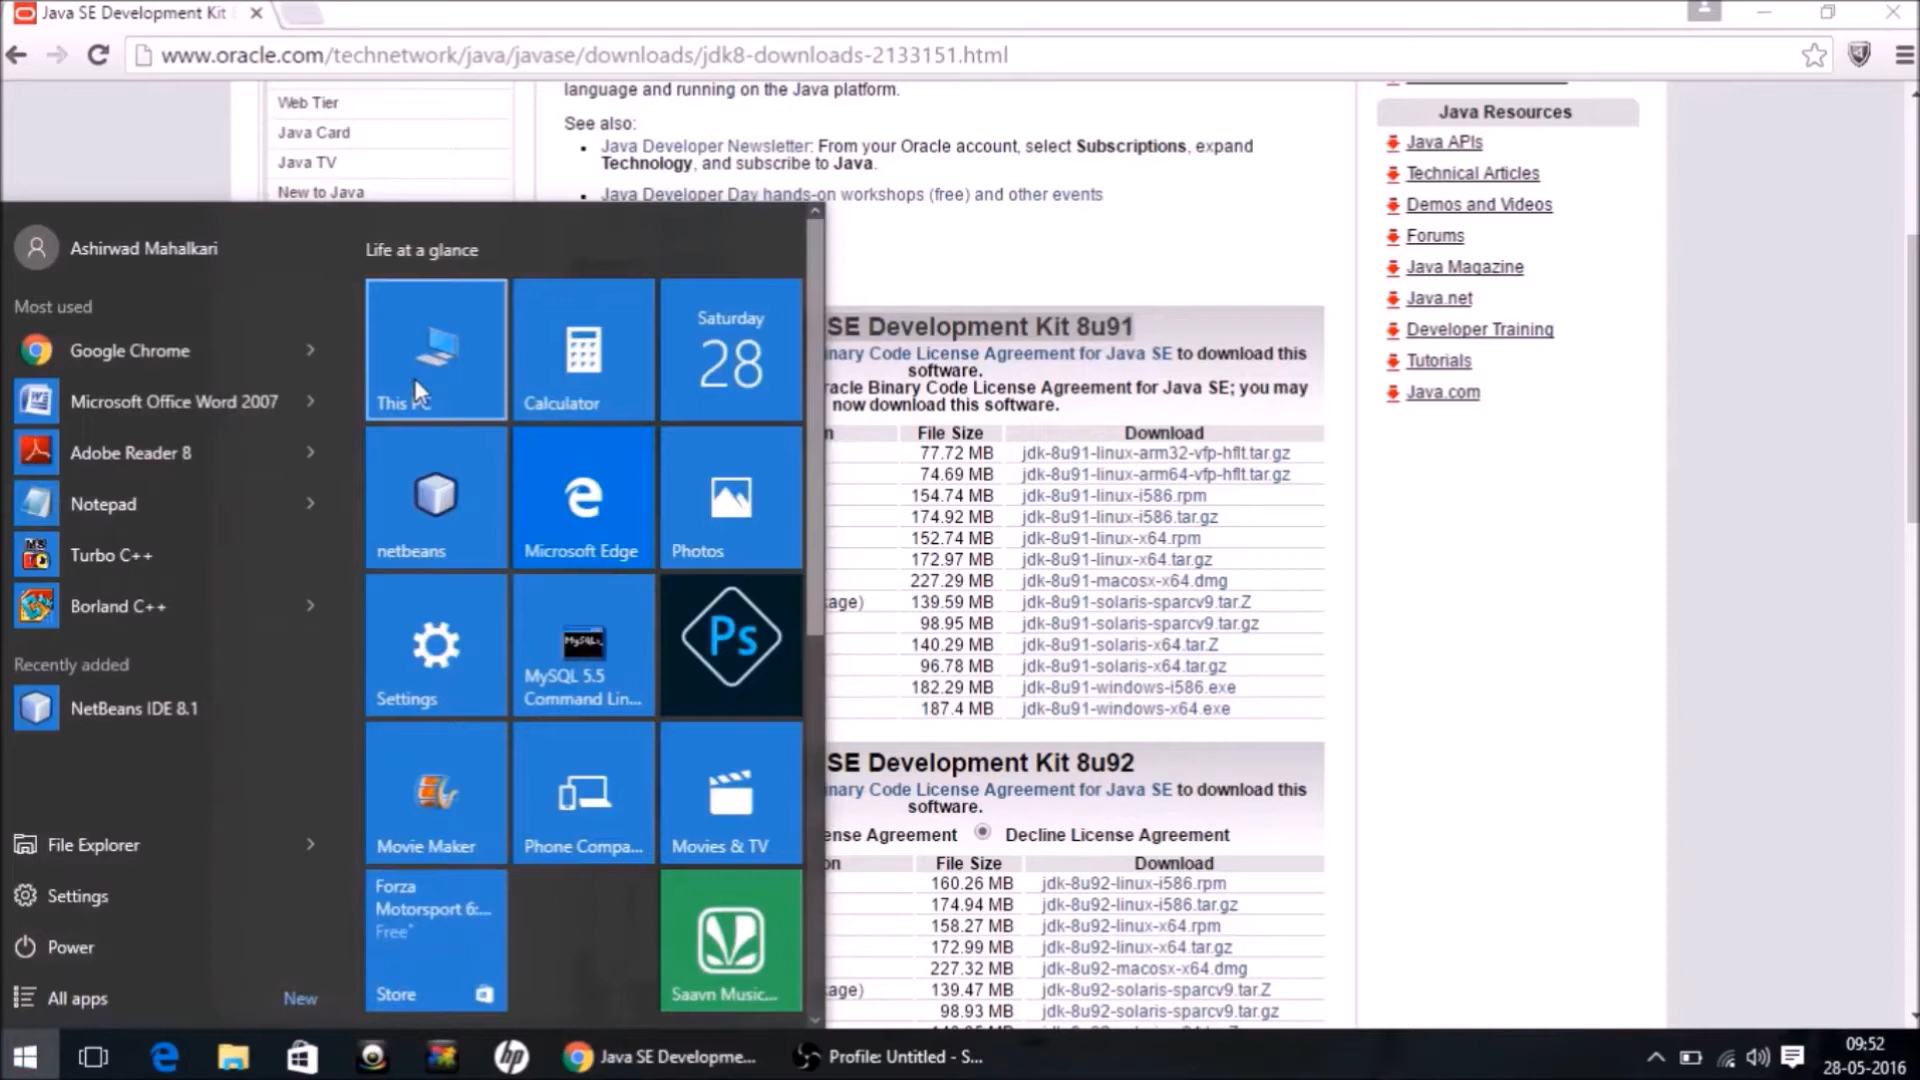 Java SE Development Kit
www.oracle.com/technetwork/java/javase/downloads/jdk8-downloads-2133151.html
Web Tier
Java Card
Java TV
New to Java
language and running on the Java platform.
See also:
Java Developer Newsletter: From your Oracle account, select Subscriptions, expand
Technology, and subscribe to Java.
Java Developer Day hands-on workshops (free) and other events
Java Resources
Java APIs
Technical Articles
Demos and Videos
Forums
Java Magazine
Java.net
Developer Training
Tutorials
Java.com
Ashirwad Mahalkari
Most used
Google Chrome
Microsoft Office Word 2007
Adobe Reader 8
Notepad
Turbo C++
Borland C++
Recently added
NetBeans IDE 8.1
File Explorer
Settings
Power
All apps
New
Life at a glance
This PC
Calculator
Saturday
28
netbeans
Microsoft Edge
Photos
Settings
MySQL 5.5
Command Lin...
Ps
Movie Maker
Phone Compa...
Movies & TV
Forza
Motorsport 6:...
Free*
Store
Saavn Music...
SE Development Kit 8u91
inary Code License Agreement for Java SE to download this
software.
racle Binary Code License Agreement for Java SE; you may
now download this software.
File Size Download
77.72 MB jdk-8u91-linux-arm32-vfp-hflt.tar.gz
74.69 MB jdk-8u91-linux-arm64-vfp-hflt.tar.gz
154.74 MB jdk-8u91-linux-i586.rpm
174.92 MB jdk-8u91-linux-i586.tar.gz
152.74 MB jdk-8u91-linux-x64.rpm
172.97 MB jdk-8u91-linux-x64.tar.gz
227.29 MB jdk-8u91-macosx-x64.dmg
age) 139.59 MB jdk-8u91-solaris-sparcv9.tar.Z
98.95 MB jdk-8u91-solaris-sparcv9.tar.gz
140.29 MB jdk-8u91-solaris-x64.tar.Z
96.78 MB jdk-8u91-solaris-x64.tar.gz
182.29 MB jdk-8u91-windows-i586.exe
187.4 MB jdk-8u91-windows-x64.exe
SE Development Kit 8u92
inary Code License Agreement for Java SE to download this
software.
ense Agreement Decline License Agreement
on File Size Download
160.26 MB jdk-8u92-linux-i586.rpm
174.94 MB jdk-8u92-linux-i586.tar.gz
158.27 MB jdk-8u92-linux-x64.rpm
172.99 MB jdk-8u92-linux-x64.tar.gz
227.32 MB jdk-8u92-macosx-x64.dmg
age) 139.47 MB jdk-8u92-solaris-sparcv9.tar.Z
98.93 MB jdk-8u92-solaris-sparcv9.tar.gz
hp
Java SE Developme...
Profile: Untitled - S...
09:52
28-05-2016